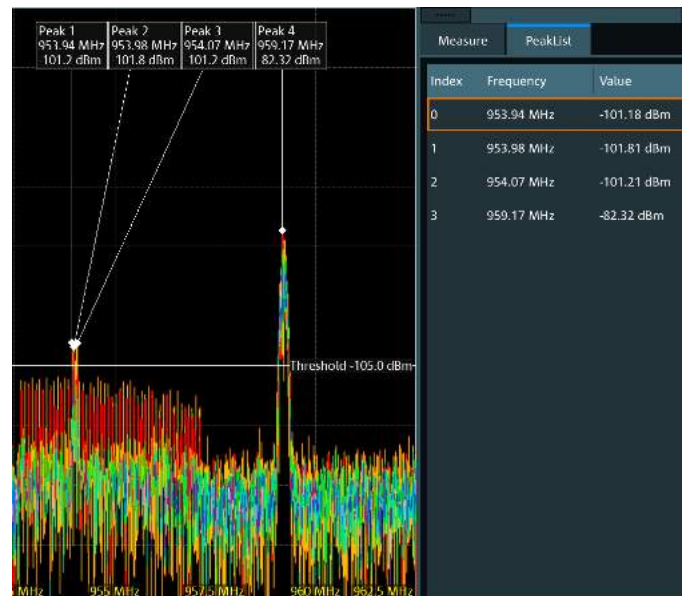 Peak 1 Peak 2 Peak 3 Peak 4
953.94 MHz 953.98 MHz 954.07 MHz 959.17 MHz
101.2 dBm 101.8 dBm 101.2 dBm 82.32 dBm
Threshold -105.0 dBm
MHz 955 MHz 957.5 MHz 960 MHz 962.5 MHz
Measure PeakList
Index Frequency Value
0 953.94 MHz -101.18 dBm
1 953.98 MHz -101.81 dBm
2 954.07 MHz -101.21 dBm
3 959.17 MHz -82.32 dBm